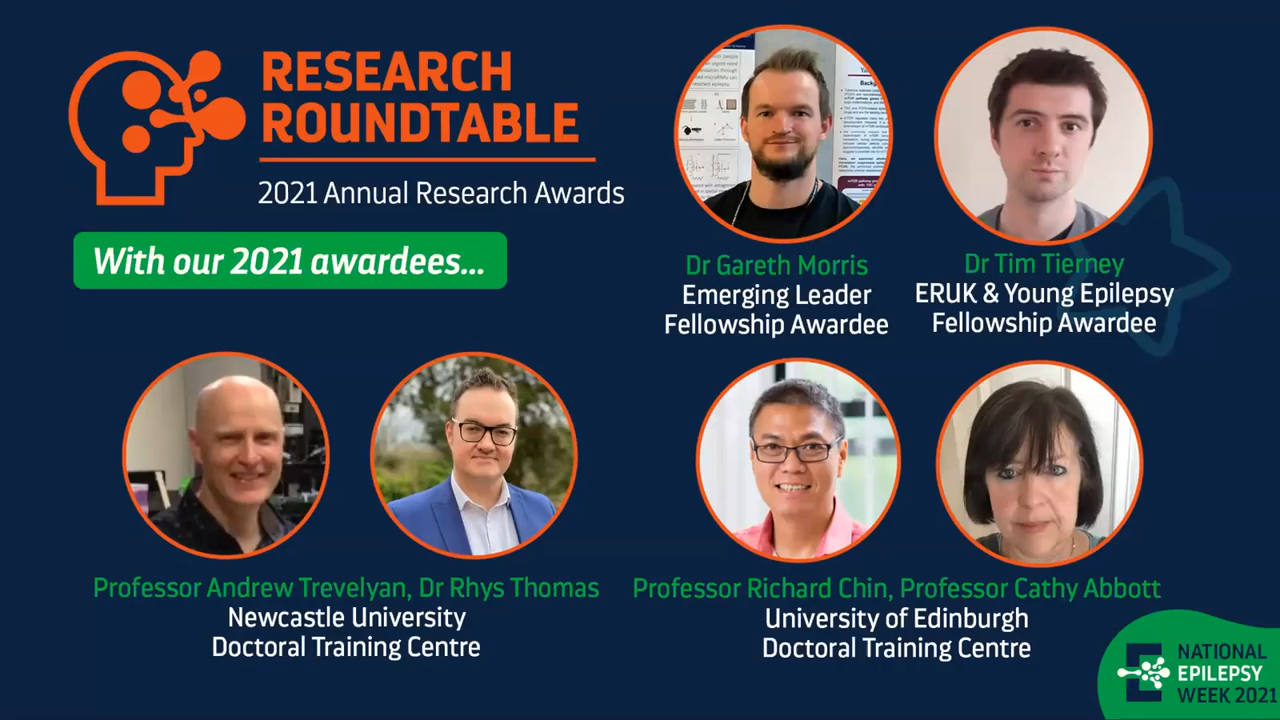 RESEARCH
ROUNDTABLE
2021 Annual Research Awards
With our 2021 awardees...
Dr Gareth Morris
Emerging Leader
Fellowship Awardee
Dr Tim Tierney
ERUK & Young Epilepsy
Fellowship Awardee
Professor Andrew Trevelyan, Dr Rhys Thomas
Newcastle University
Doctoral Training Centre
Professor Richard Chin, Professor Cathy Abbott
University of Edinburgh
Doctoral Training Centre
NATIONAL
EPILEPSY
WEEK 2021